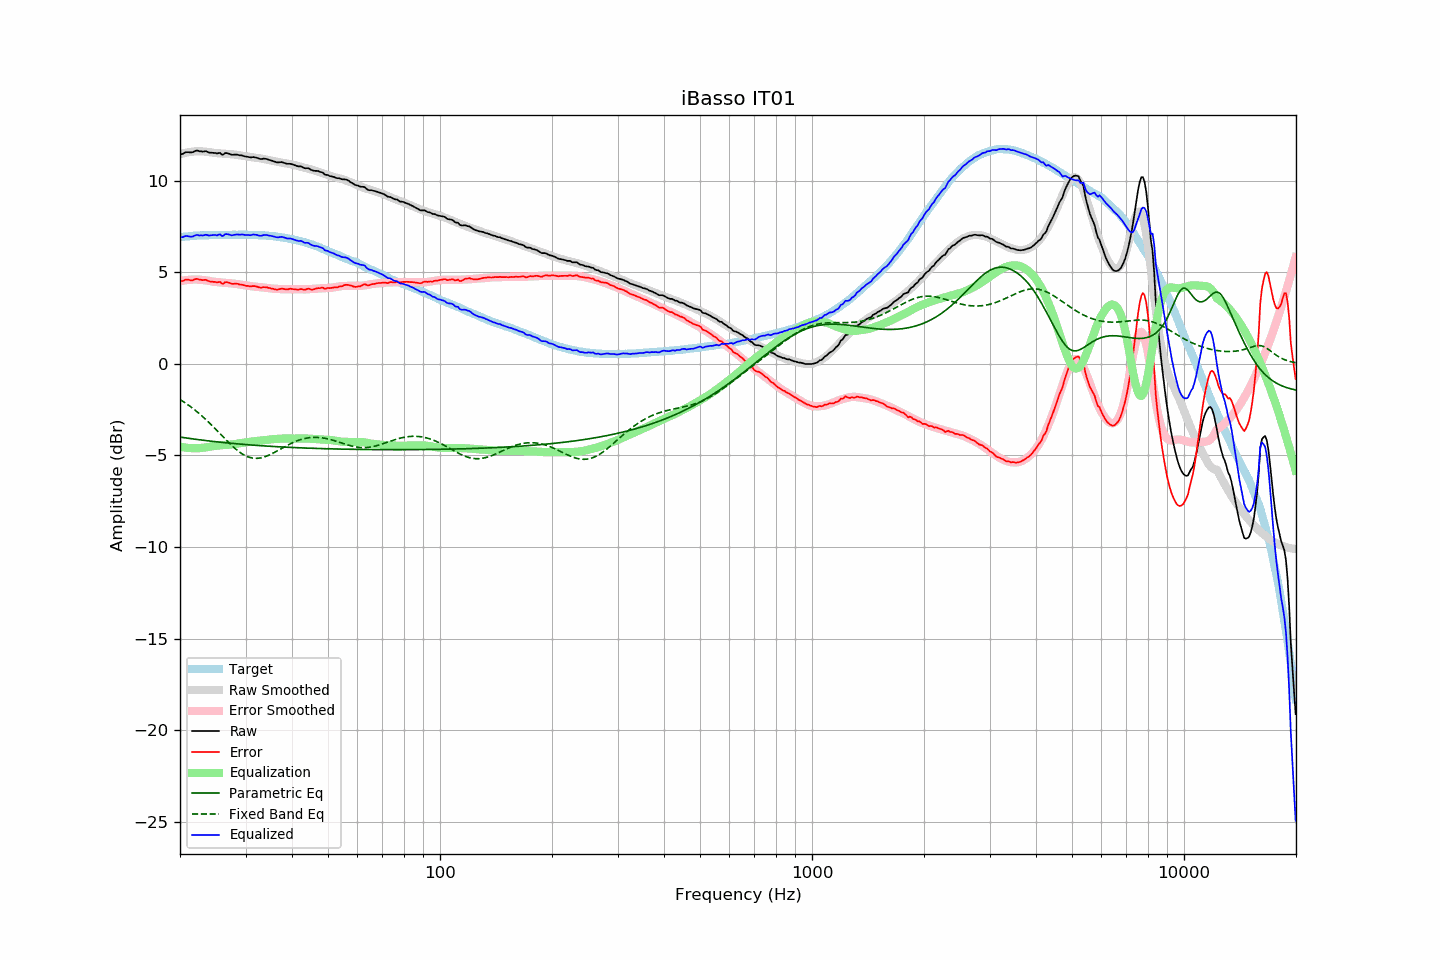 iBasso IT01
10
5
0
−5
−10
−15
−20
−25
Amplitude (dBr)
Target
Raw Smoothed
Error Smoothed
Raw
Error
Equalization
Parametric Eq
Fixed Band Eq
Equalized
100
1000
10000
Frequency (Hz)